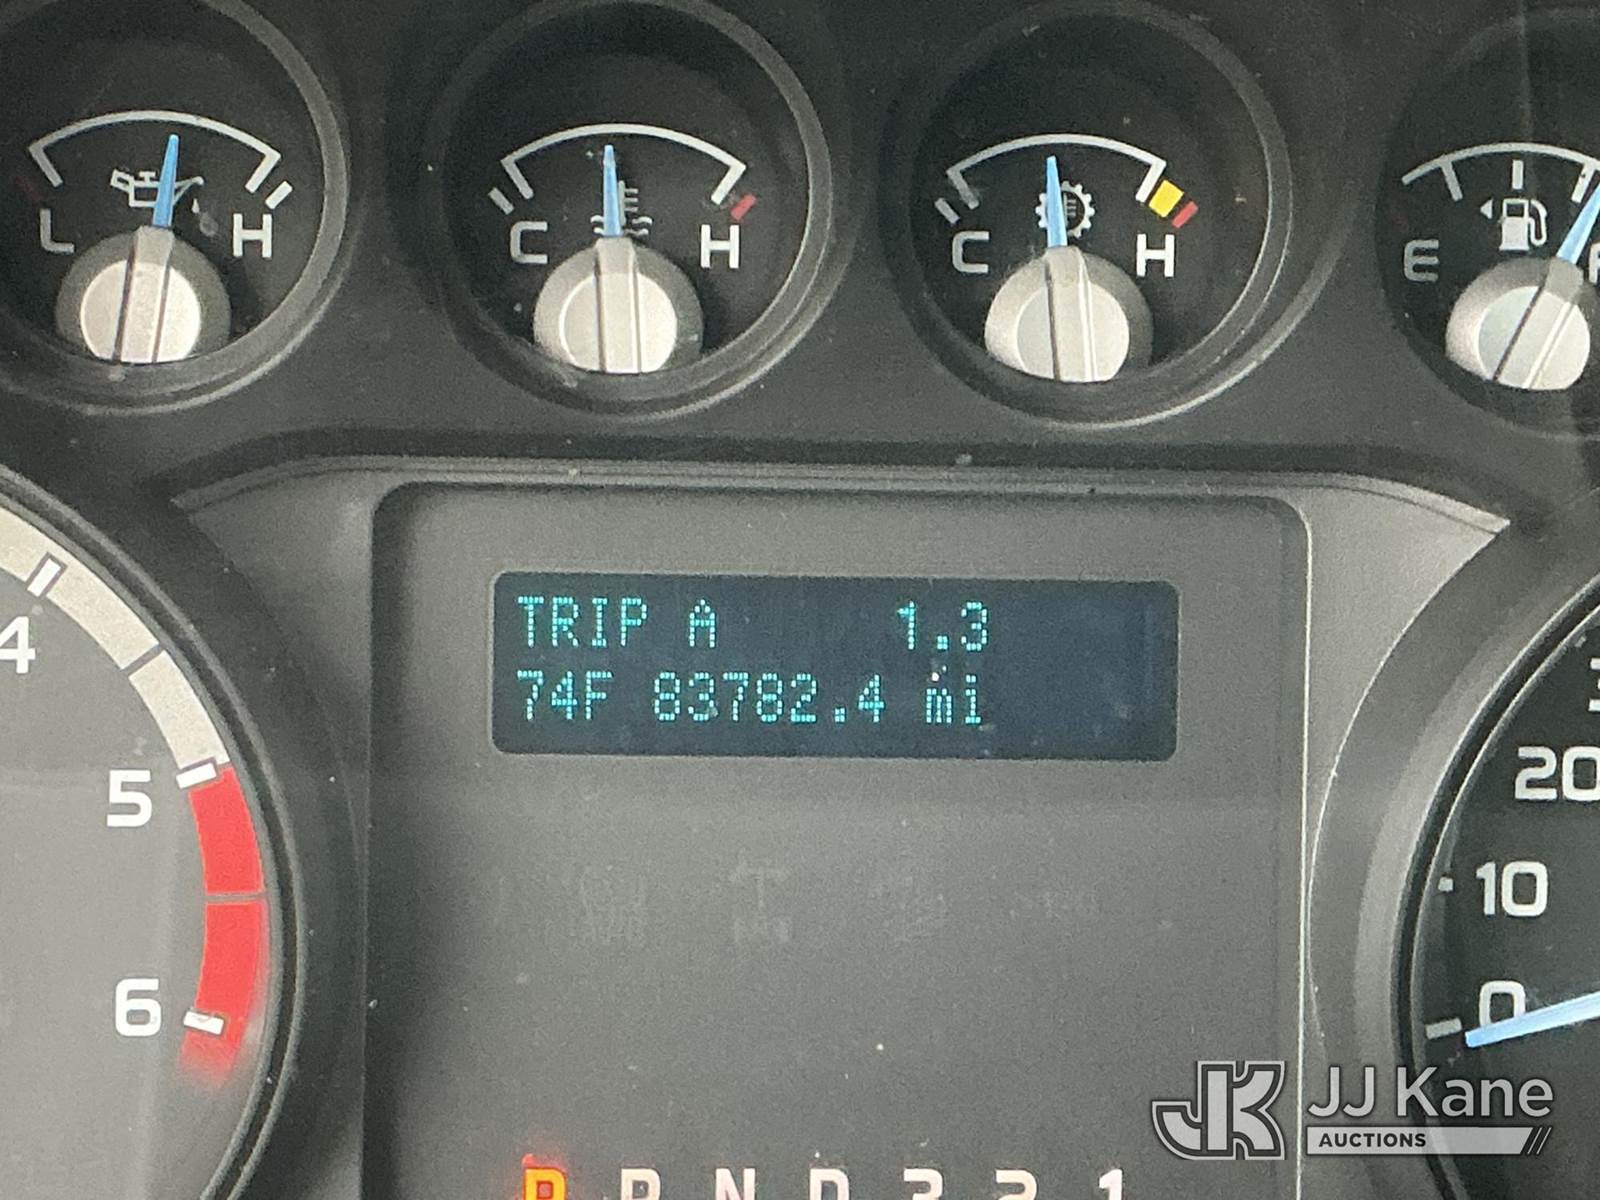 L H
C H
C H
E
TRIP A 1.3
74F 83782.4 mi
4
5
6
20
10
0
P R N D 3 2 1
JJ Kane
AUCTIONS